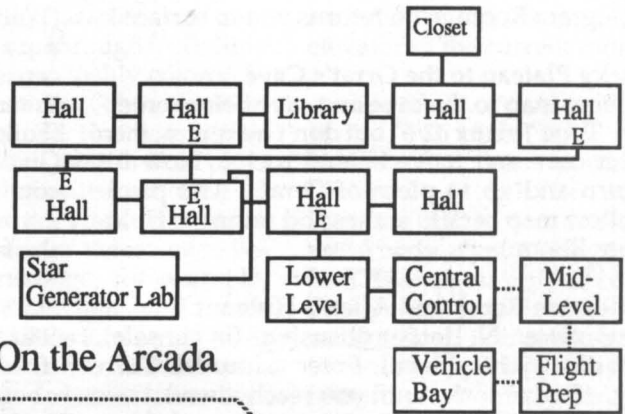 Closet
Hall Hall Library Hall Hall
E E
E E E
Hall Hall Hall Hall
Star
Generator Lab
Lower
Level
Central
Control
Mid-
Level
On the Arcada
Vehicle
Bay
Flight
Prep